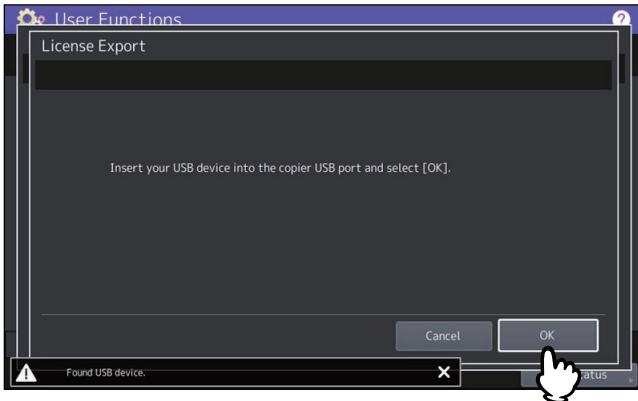 User Functions
?
License Export
Insert your USB device into the copier USB port and select [OK].
Cancel
OK
Found USB device.
atus